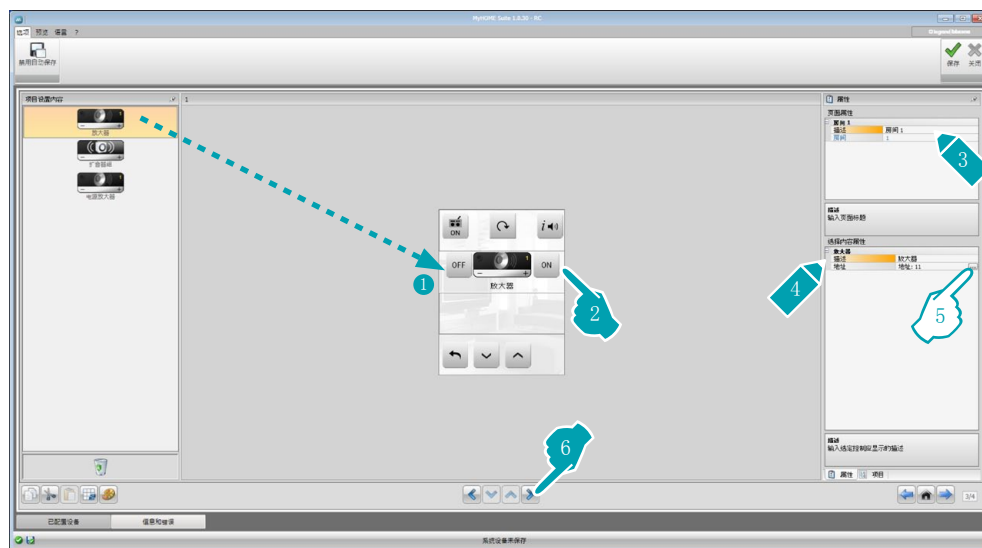 MyHOME Suite 1.0.30 - BC
选项 预览 语音 ?
禁用自动保存
保存 关闭
项目设置内容
1
属性
放大器
扩音器组
电源放大器
页面属性
房间 1
描述 房间 1
房间 1
3
描述
输入页面标题
选择内容属性
放大器
描述 放大器
地址 地址: 11
...
4
5
ON
i
OFF
ON
放大器
1
2
6
描述
输入选定控制应显示的描述
属性 项目
3/4
已配置设备 信息和错误
系统设备未保存